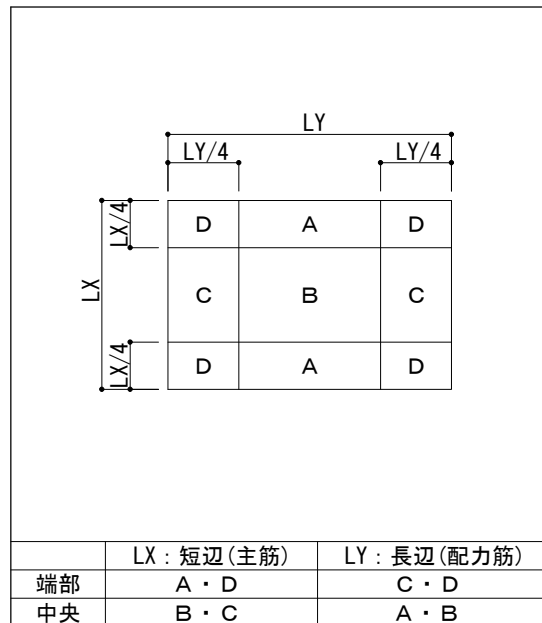 LY
LY/4 LY/4
LX/4 D A D
LX C B C
LX/4 D A D
LX：短辺(主筋) LY：長辺(配力筋)
端部 A・D C・D
中央 B・C A・B